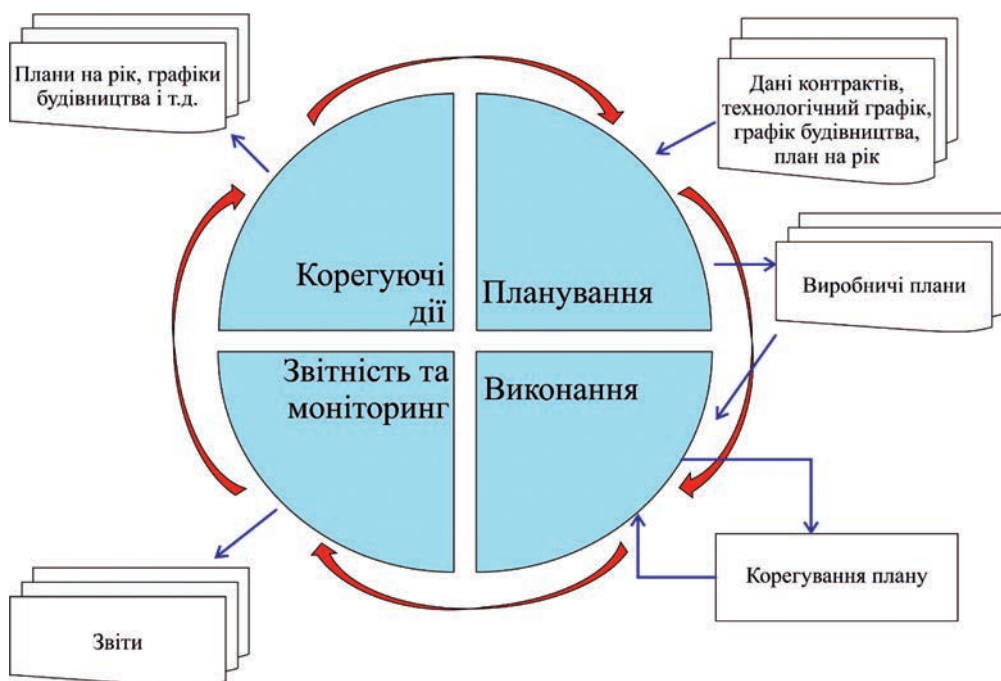 Плани на рік, графіки
будівництва і т.д.
Дані контрактів,
технологічний графік,
графік будівництва,
план на рік
Корегуючі
дії
Планування
Виробничі плани
Звітність та
моніторинг
Виконання
Корегування плану
Звіти